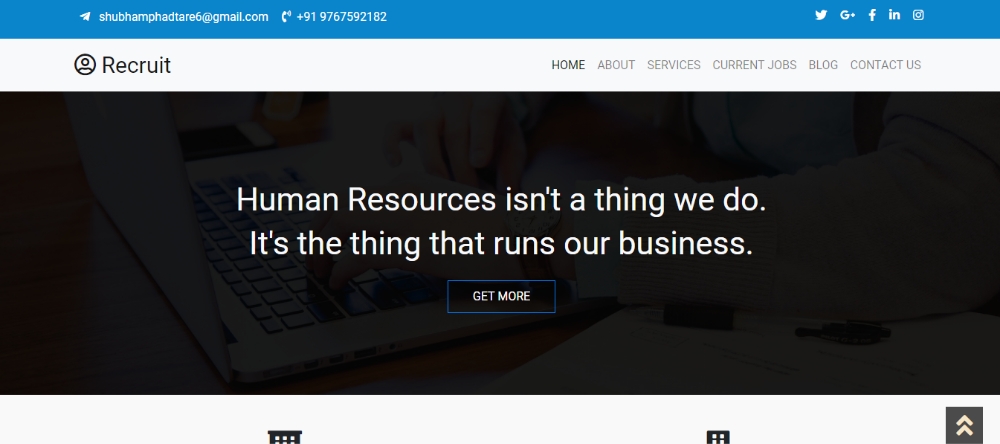 shubhamphadtare6@gmail.com +91 9767592182
Recruit
HOME ABOUT SERVICES CURRENT JOBS BLOG CONTACT US
Human Resources isn't a thing we do.
It's the thing that runs our business.
GET MORE